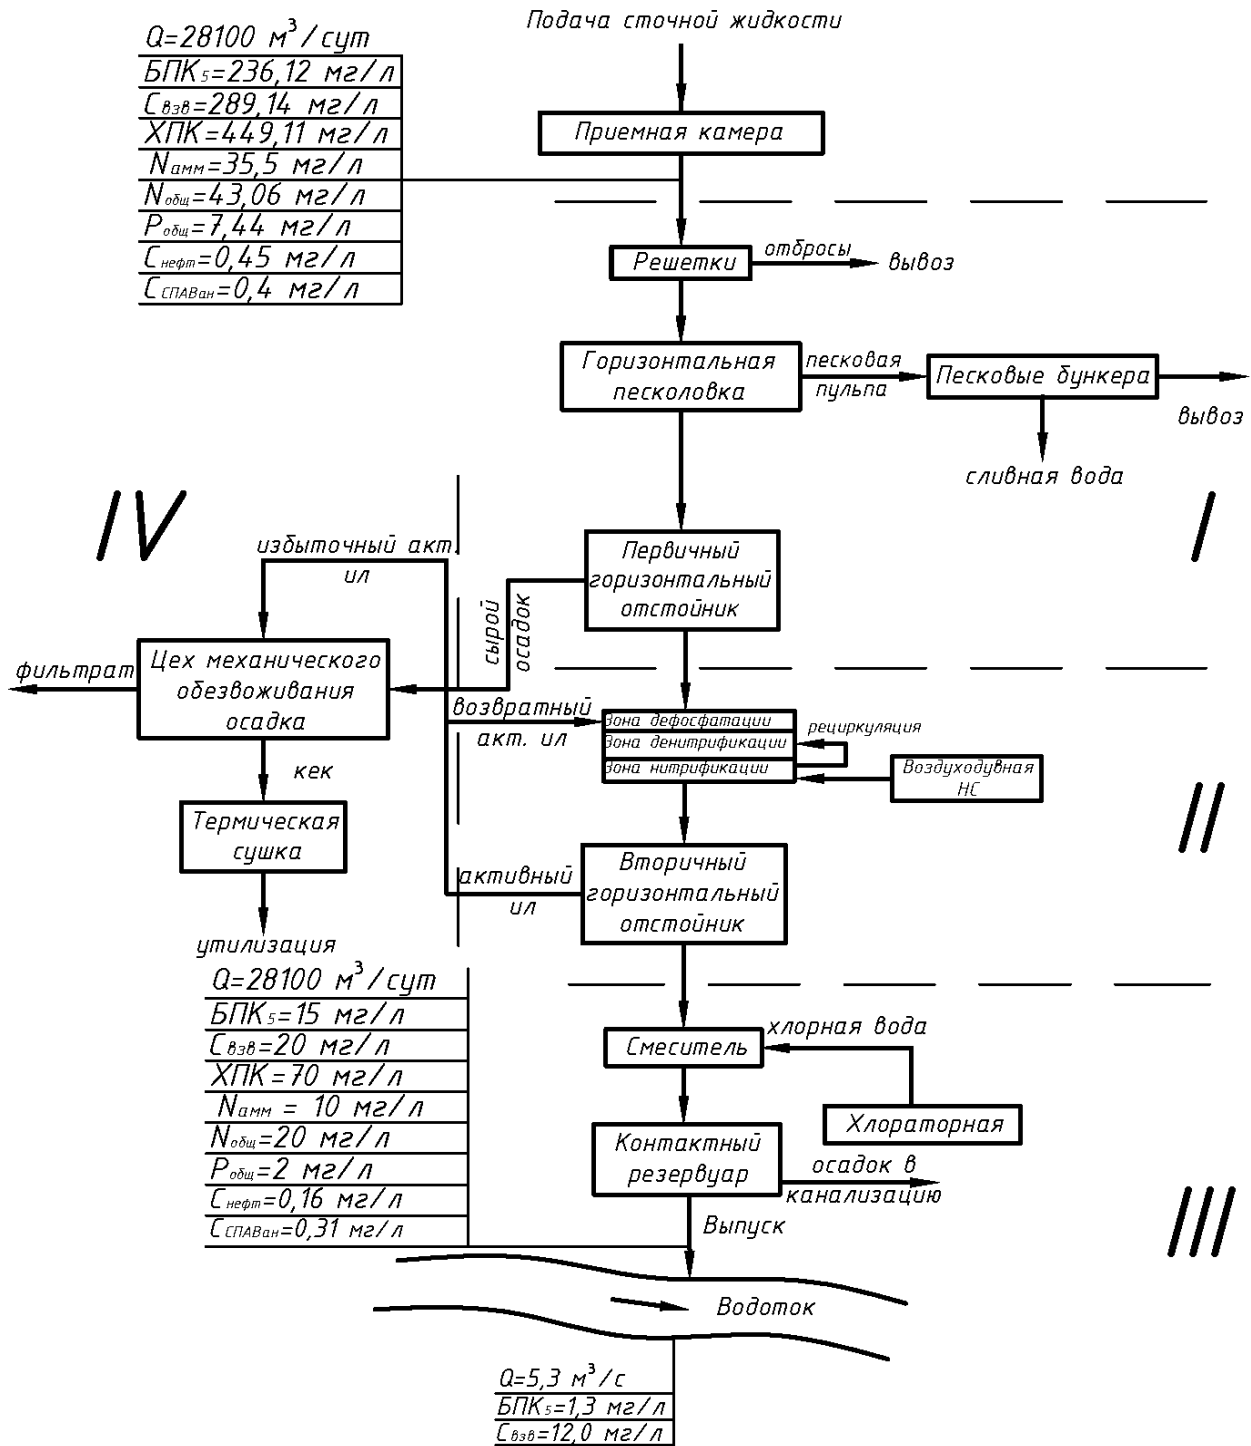 Подача сточной жидкости
Q=28100 м³/сут
БПК₅=236,12 мг/л
Cвзв=289,14 мг/л
ХПК=449,11 мг/л
Nамм=35,5 мг/л
Nобщ=43,06 мг/л
Pобщ=7,44 мг/л
Cнефт=0,45 мг/л
CСПАВан=0,4 мг/л
Приемная камера
Решетки
отбросы
вывоз
Горизонтальная
песколовка
песковая
пульпа
Песковые бункера
вывоз
сливная вода
IV
I
избыточный акт.
ил
Первичный
горизонтальный
отстойник
сырой
осадок
фильтрат
Цех механического
обезвоживания
осадка
возвратный
акт. ил
Зона дефосфатации
Зона денитрификации
Зона нитрификации
рециркуляция
Воздуходувная
НС
кек
Термическая
сушка
II
утилизация
активный
ил
Вторичный
горизонтальный
отстойник
Q=28100 м³/сут
БПК₅=15 мг/л
Cвзв=20 мг/л
ХПК=70 мг/л
Nамм = 10 мг/л
Nобщ=20 мг/л
Pобщ=2 мг/л
Cнефт=0,16 мг/л
CСПАВан=0,31 мг/л
Смеситель
хлорная вода
Хлораторная
Контактный
резервуар
осадок в
канализацию
III
Выпуск
Водоток
Q=5,3 м³/с
БПК₅=1,3 мг/л
Cвзв=12,0 мг/л